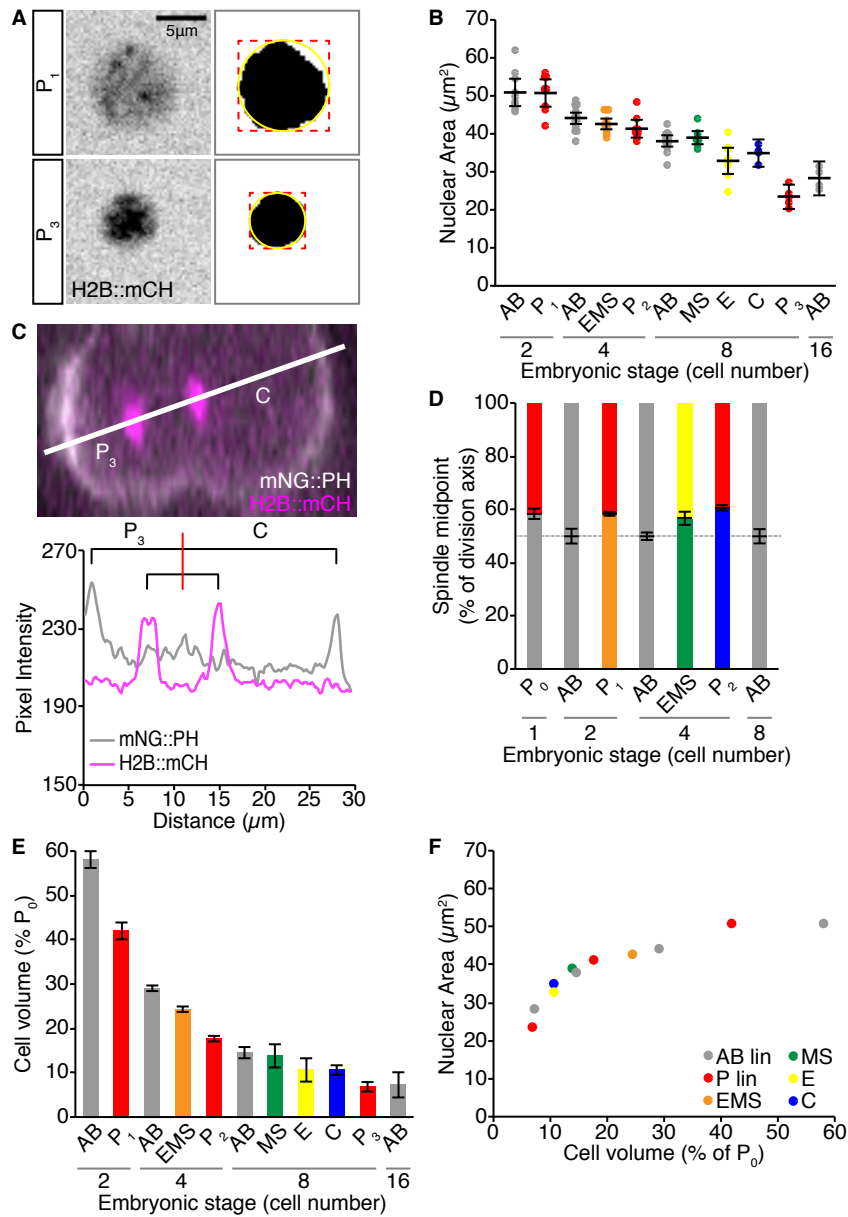 A
5µm
P1
P3
H2B::mCH
B
Nuclear Area (µm²)
70
60
50
40
30
20
10
0
AB P1 AB EMS P2 AB MS E C P3 AB
2 4 8 16
Embryonic stage (cell number)
C
C
P3
mNG::PH
H2B::mCH
P3 C
Pixel Intensity
270
230
190
150
mNG::PH
H2B::mCH
0 5 10 15 20 25 30
Distance (µm)
D
Spindle midpoint
(% of division axis)
100
80
60
40
20
0
P0 AB P1 AB EMS P2 AB
1 2 4 8
Embryonic stage (cell number)
E
Cell volume (% P0)
60
50
40
30
20
10
0
AB P1 AB EMS P2 AB MS E C P3 AB
2 4 8 16
Embryonic stage (cell number)
F
Nuclear Area (µm²)
70
60
50
40
30
20
10
0
AB lin MS
P lin E
EMS C
0 10 20 30 40 50 60
Cell volume (% of P0)